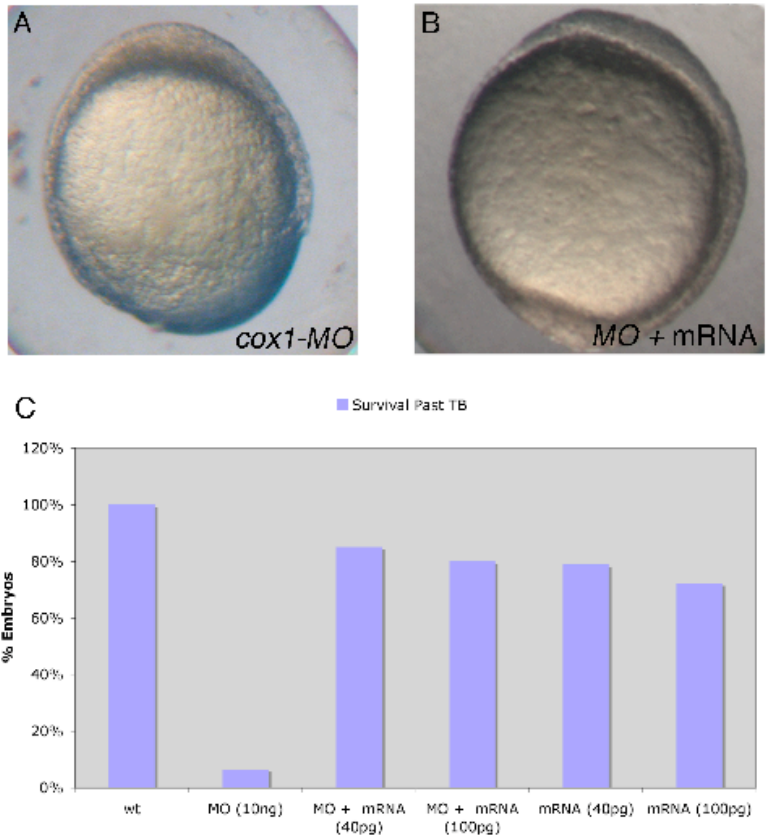 A
B
cox1-MO
MO + mRNA
C
Survival Past TB
120%
100%
80%
60%
40%
20%
0%
% Embryos
wt
MO (10ng)
MO + mRNA
(40pg)
MO + mRNA
(100pg)
mRNA (40pg)
mRNA (100pg)